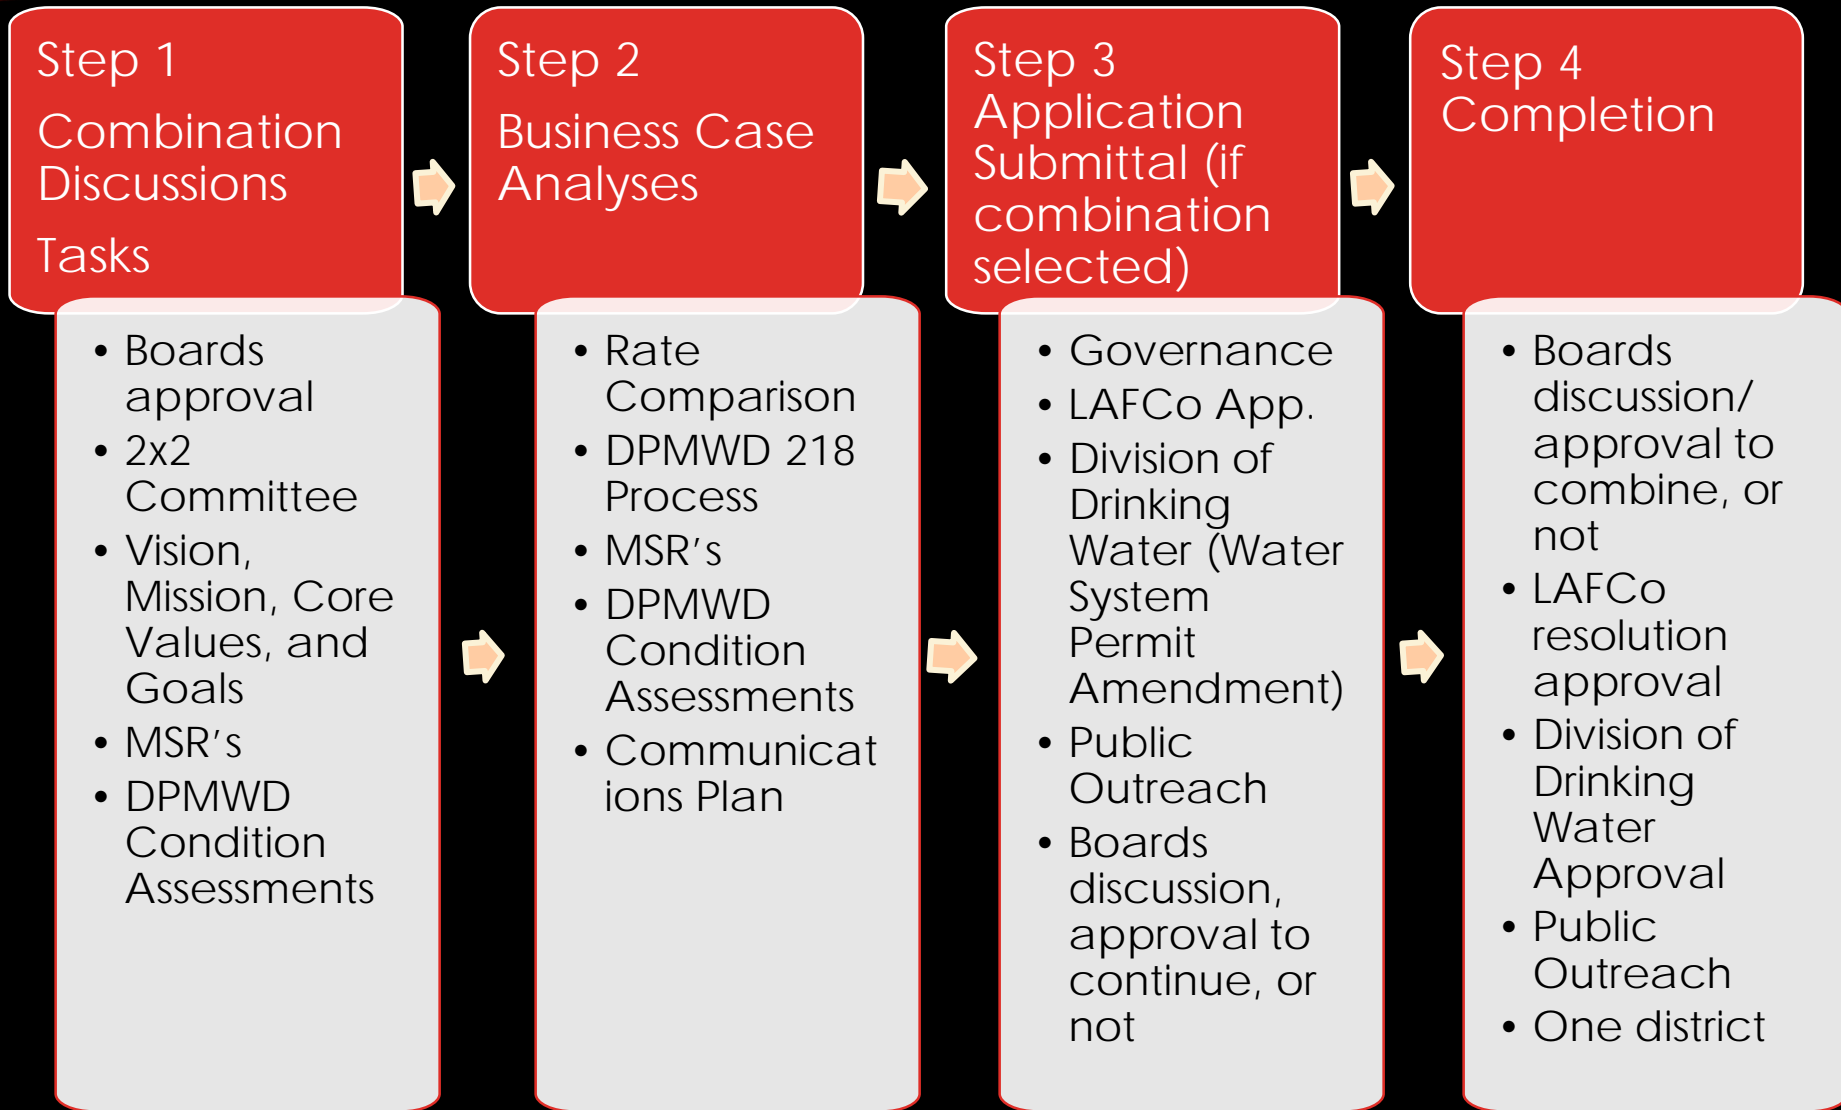 Step 1
Combination
Discussions
Tasks
• Boards
approval
• 2x2
Committee
• Vision,
Mission, Core
Values, and
Goals
• MSR’s
• DPMWD
Condition
Assessments
Step 2
Business Case
Analyses
• Rate
Comparison
• DPMWD 218
Process
• MSR’s
• DPMWD
Condition
Assessments
• Communicat
ions Plan
Step 3
Application
Submittal (if
combination
selected)
• Governance
• LAFCo App.
• Division of
Drinking
Water (Water
System
Permit
Amendment)
• Public
Outreach
• Boards
discussion,
approval to
continue, or
not
Step 4
Completion
• Boards
discussion/
approval to
combine, or
not
• LAFCo
resolution
approval
• Division of
Drinking
Water
Approval
• Public
Outreach
• One district